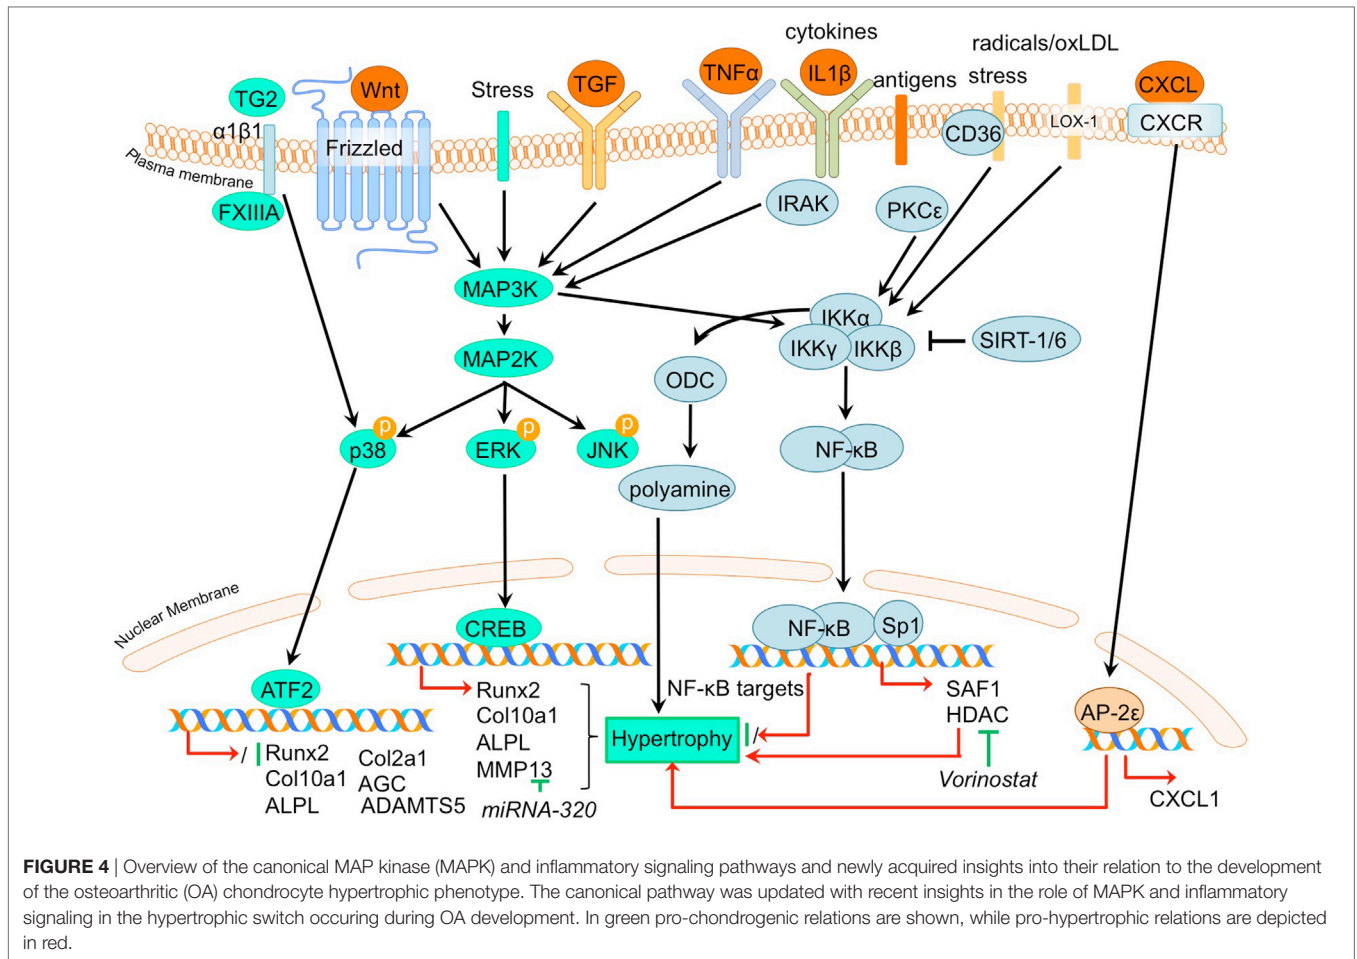 cytokines
radicals/oxLDL
TG2
Wnt
Stress
TGF
TNFα
IL1β
antigens
stress
CXCL
α1β1
Frizzled
CD36
LOX-1
CXCR
Plasma membrane
FXIIIA
IRAK
PKCε
MAP3K
IKKα
IKKγ
IKKβ
SIRT-1/6
MAP2K
ODC
p38
p
ERK
p
JNK
p
NF-κB
polyamine
Nuclear Membrane
CREB
NF-κB
Sp1
ATF2
Runx2
Col10a1
ALPL
MMP13
miRNA-320
NF-κB targets
SAF1
HDAC
AP-2ε
Hypertrophy
/
Vorinostat
CXCL1
/
Runx2
Col10a1
ALPL
Col2a1
AGC
ADAMTS5
FIGURE 4 | Overview of the canonical MAP kinase (MAPK) and inflammatory signaling pathways and newly acquired insights into their relation to the development
of the osteoarthritic (OA) chondrocyte hypertrophic phenotype. The canonical pathway was updated with recent insights in the role of MAPK and inflammatory
signaling in the hypertrophic switch occuring during OA development. In green pro-chondrogenic relations are shown, while pro-hypertrophic relations are depicted
in red.